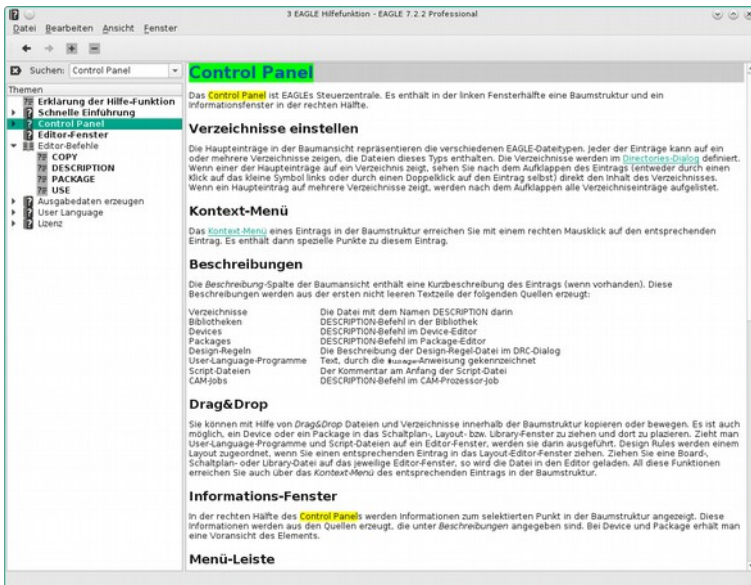 3 EAGLE Hilfefunktion - EAGLE 7.2.2 Professional
Datei Bearbeiten Ansicht Fenster
Suchen: Control Panel
Themen
Erklärung der Hilfe-Funktion
Schnelle Einführung
Control Panel
Editor-Fenster
Editor-Befehle
COPY
DESCRIPTION
PACKAGE
USE
Ausgabedaten erzeugen
User Language
Lizenz
Control Panel
Das Control Panel ist EAGLEs Steuerzentrale. Es enthält in der linken Fensterhälfte eine Baumstruktur und ein
Informationsfenster in der rechten Hälfte.
Verzeichnisse einstellen
Die Haupteinträge in der Baumansicht repräsentieren die verschiedenen EAGLE-Dateitypen. Jeder der Einträge kann auf ein
oder mehrere Verzeichnisse zeigen, die Dateien dieses Typs enthalten. Die Verzeichnisse werden im Directories-Dialog definiert.
Wenn einer der Haupteinträge auf ein Verzeichnis zeigt, sehen Sie nach dem Aufklappen des Eintrags (entweder durch einen
Klick auf das kleine Symbol links oder durch einen Doppelklick auf den Eintrag selbst) direkt den Inhalt des Verzeichnisses.
Wenn ein Haupteintrag auf mehrere Verzeichnisse zeigt, werden nach dem Aufklappen alle Verzeichniseinträge aufgelistet.
Kontext-Menü
Das Kontext-Menü eines Eintrags in der Baumstruktur erreichen Sie mit einem rechten Mausklick auf den entsprechenden
Eintrag. Es enthält dann spezielle Punkte zu diesem Eintrag.
Beschreibungen
Die Beschreibung-Spalte der Baumansicht enthält eine Kurzbeschreibung des Eintrags (wenn vorhanden). Diese
Beschreibungen werden aus der ersten nicht leeren Textzeile der folgenden Quellen erzeugt:
Verzeichnisse Die Datei mit dem Namen DESCRIPTION darin
Bibliotheken DESCRIPTION-Befehl in der Bibliothek
Devices DESCRIPTION-Befehl im Device-Editor
Packages DESCRIPTION-Befehl im Package-Editor
Design-Regeln Die Beschreibung der Design-Regel-Datei im DRC-Dialog
User-Language-Programme Text, durch die #usage-Anweisung gekennzeichnet
Script-Dateien Der Kommentar am Anfang der Script-Datei
CAM-Jobs DESCRIPTION-Befehl im CAM-Prozessor-Job
Drag&Drop
Sie können mit Hilfe von Drag&Drop Dateien und Verzeichnisse innerhalb der Baumstruktur kopieren oder bewegen. Es ist auch
möglich, ein Device oder ein Package in das Schaltplan-, Layout- bzw. Library-Fenster zu ziehen und dort zu plazieren. Zieht man
User-Language-Programme und Script-Dateien auf ein Editor-Fenster, werden sie darin ausgeführt. Design Rules werden einem
Layout zugeordnet, wenn Sie einen entsprechenden Eintrag in das Layout-Editor-Fenster ziehen. Ziehen Sie eine Board-,
Schaltplan- oder Library-Datei auf das jeweilige Editor-Fenster, so wird die Datei in den Editor geladen. All diese Funktionen
erreichen Sie auch über das Kontext-Menü des entsprechenden Eintrags in der Baumstruktur.
Informations-Fenster
In der rechten Hälfte des Control Panels werden Informationen zum selektierten Punkt in der Baumstruktur angezeigt. Diese
Informationen werden aus den Quellen erzeugt, die unter Beschreibungen angegeben sind. Bei Device und Package erhält man
eine Voransicht des Elements.
Menü-Leiste